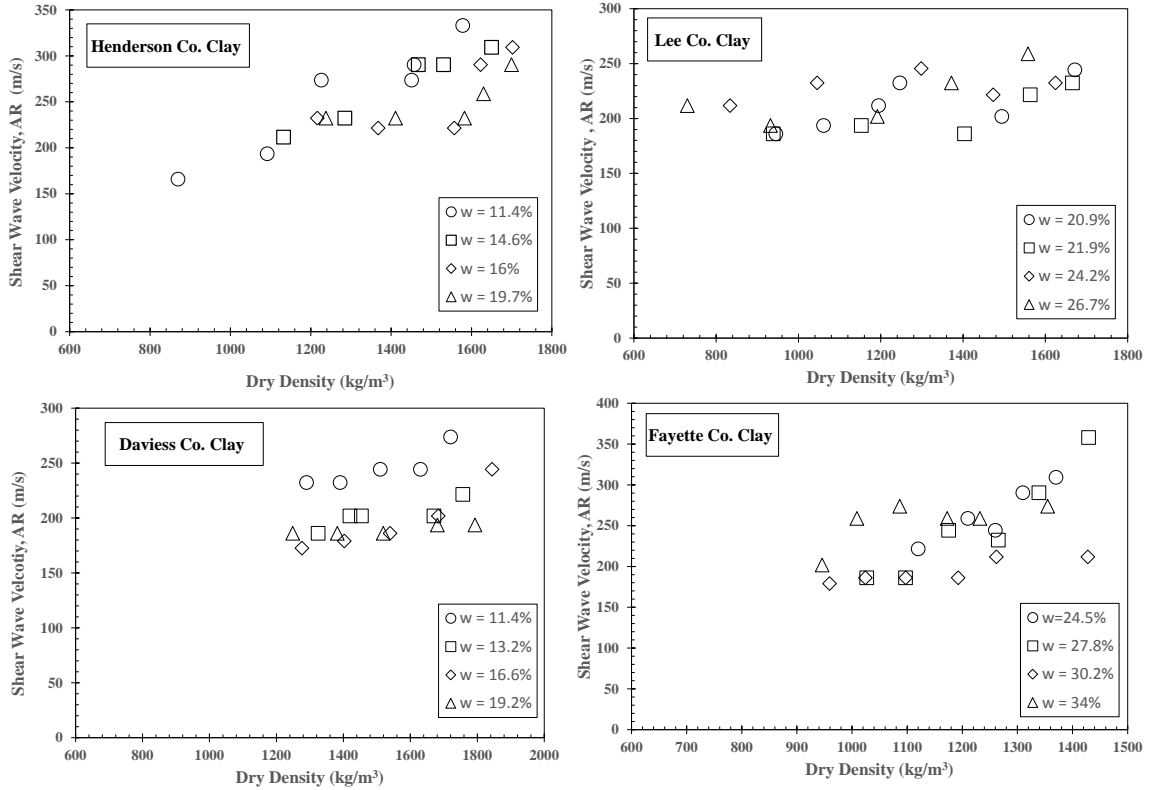 Henderson Co. Clay
Shear Wave Velocity, AR (m/s)
350
300
250
200
150
100
50
0
600
800
1000
1200
1400
1600
1800
Dry Density (kg/m³)
w = 11.4%
w = 14.6%
w = 16%
w = 19.7%
Lee Co. Clay
Shear Wave Velocity , AR (m/s)
300
250
200
150
100
50
0
600
800
1000
1200
1400
1600
1800
Dry Density (kg/m³)
w = 20.9%
w = 21.9%
w = 24.2%
w = 26.7%
Daviess Co. Clay
Shear Wave Velcotiy, AR (m/s)
300
250
200
150
100
50
0
600
800
1000
1200
1400
1600
1800
2000
Dry Density (kg/m³)
w = 11.4%
w = 13.2%
w = 16.6%
w = 19.2%
Fayette Co. Clay
Shear Wave Velocity, AR (m/s)
400
350
300
250
200
150
100
50
0
600
700
800
900
1000
1100
1200
1300
1400
1500
Dry Density (kg/m³)
w=24.5%
w = 27.8%
w = 30.2%
w = 34%